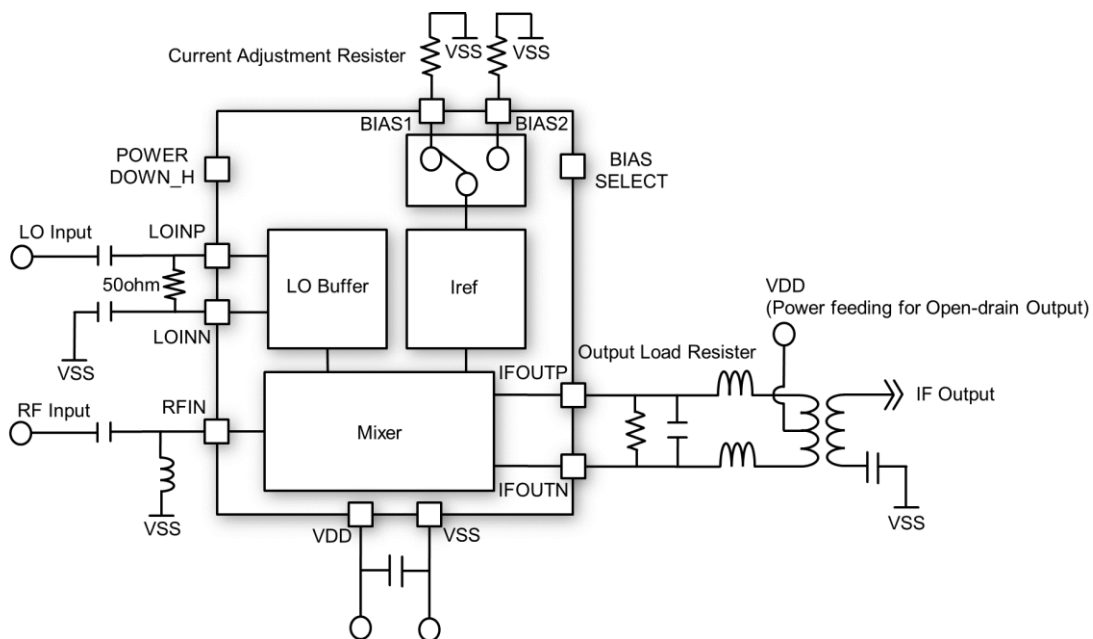 Current Adjustment Resister
VSS
VSS
BIAS1
BIAS2
POWER
DOWN_H
BIAS
SELECT
LO Input
LOINP
50ohm
LOINN
VSS
LO Buffer
Iref
VDD
(Power feeding for Open-drain Output)
Output Load Resister
IFOUTP
IF Output
RF Input
RFIN
Mixer
IFOUTN
VSS
VSS
VDD
VSS